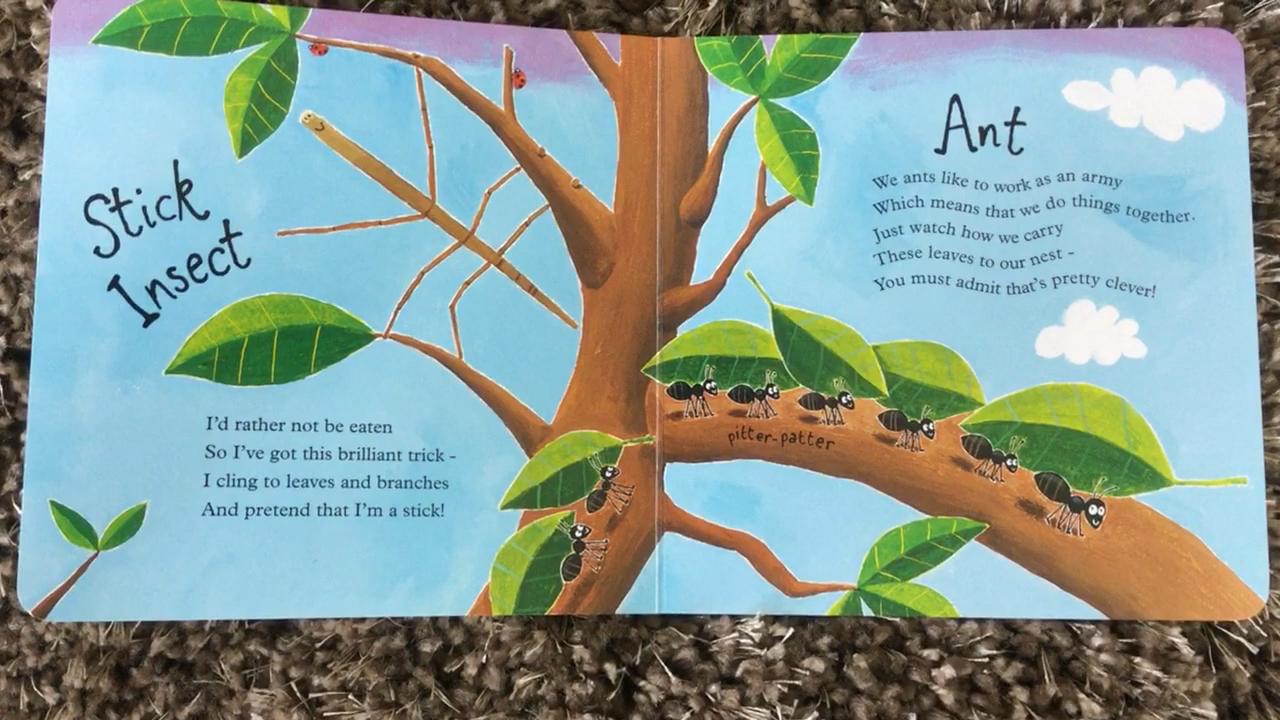 Stick
Insect
I'd rather not be eaten
So I've got this brilliant trick -
I cling to leaves and branches
And pretend that I'm a stick!
Ant
We ants like to work as an army
Which means that we do things together.
Just watch how we carry
These leaves to our nest -
You must admit that's pretty clever!
pitter-patter